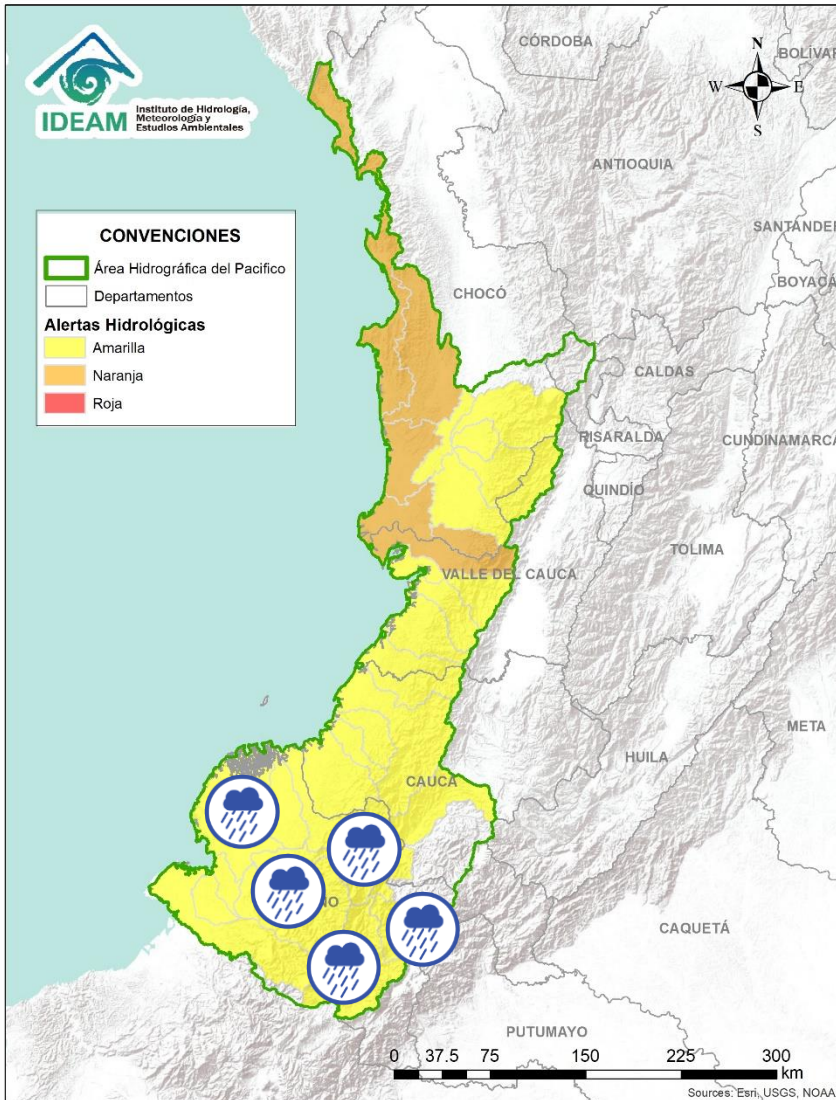 IDEAM
Instituto de Hidrología,
Meteorología y
Estudios Ambientales
CONVENCIONES
Área Hidrográfica del Pacifico
Departamentos
Alertas Hidrológicas
Amarilla
Naranja
Roja
N
W E
S
CÓRDOBA
BOLÍVAR
ANTIOQUIA
SANTANDER
BOYACÁ
CHOCÓ
CALDAS
RISARALDA
CUNDINAMARCA
QUINDÍO
TOLIMA
VALLE DEL CAUCA
META
HUILA
CAUCA
CAQUETÁ
PUTUMAYO
0 37.5 75 150 225 300
km
Sources: Esri, USGS, NOAA